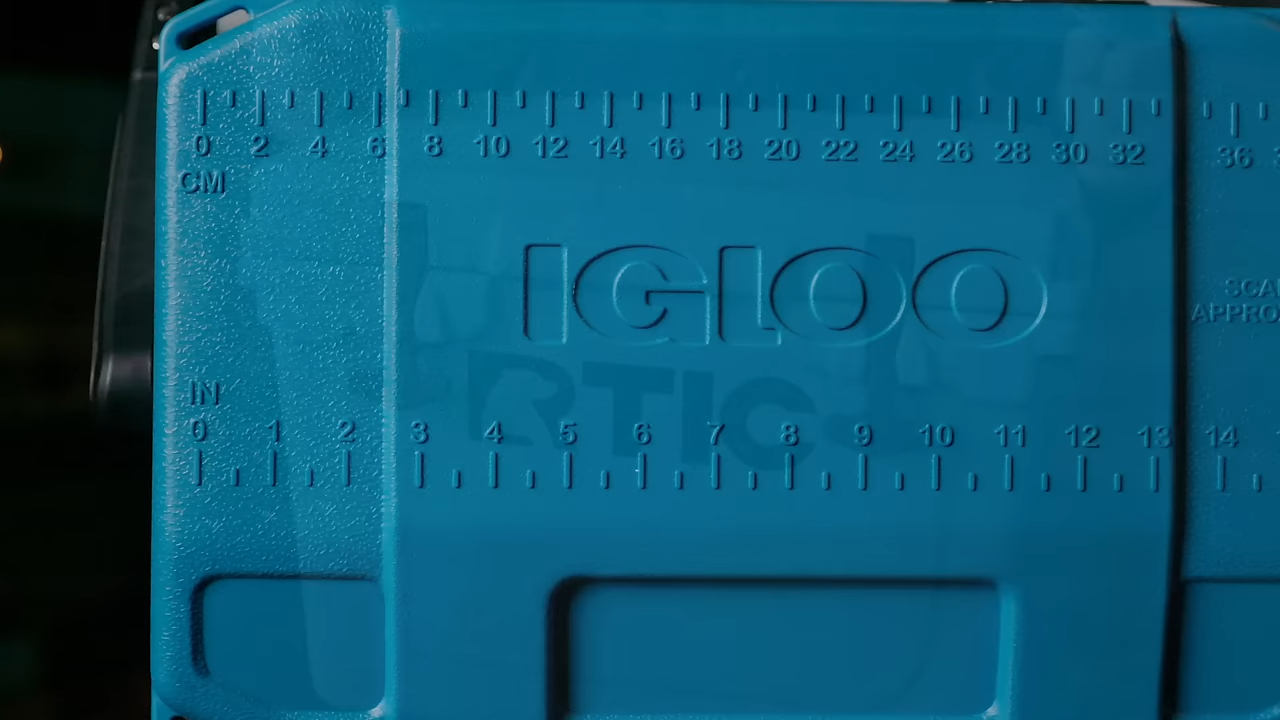 0 2 4 6 8 10 12 14 16 18 20 22 24 26 28 30 32 36
CM
IGLOO
RTIC
IN
0 1 2 3 4 5 6 7 8 9 10 11 12 13 14